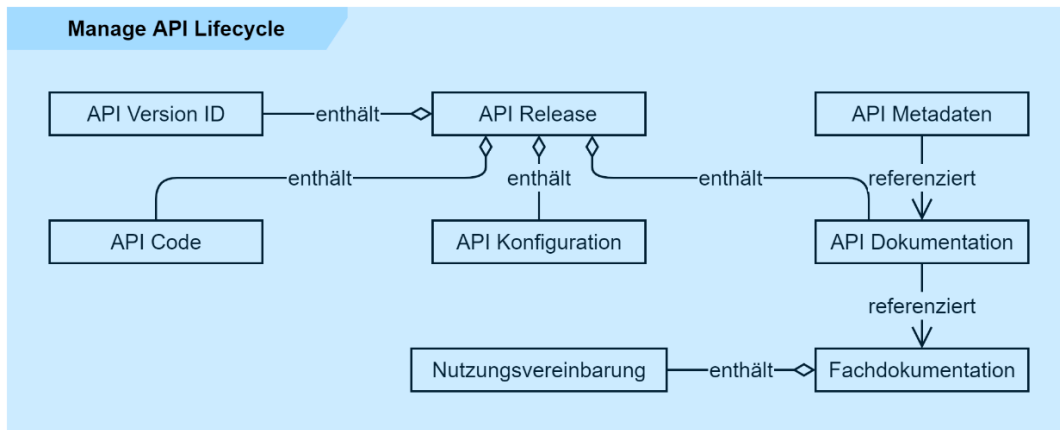 Manage API Lifecycle
API Version ID
enthält
API Release
API Metadaten
enthält
enthält
enthält
referenziert
API Code
API Konfiguration
API Dokumentation
referenziert
Nutzungsvereinbarung
enthält
Fachdokumentation